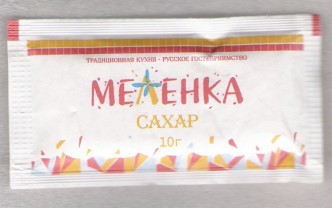 ТРАДИЦИОННАЯ КУХНЯ - РУССКОЕ ГОСТЕПРИИМСТВО
МЕЛЕНКА
САХАР
10г